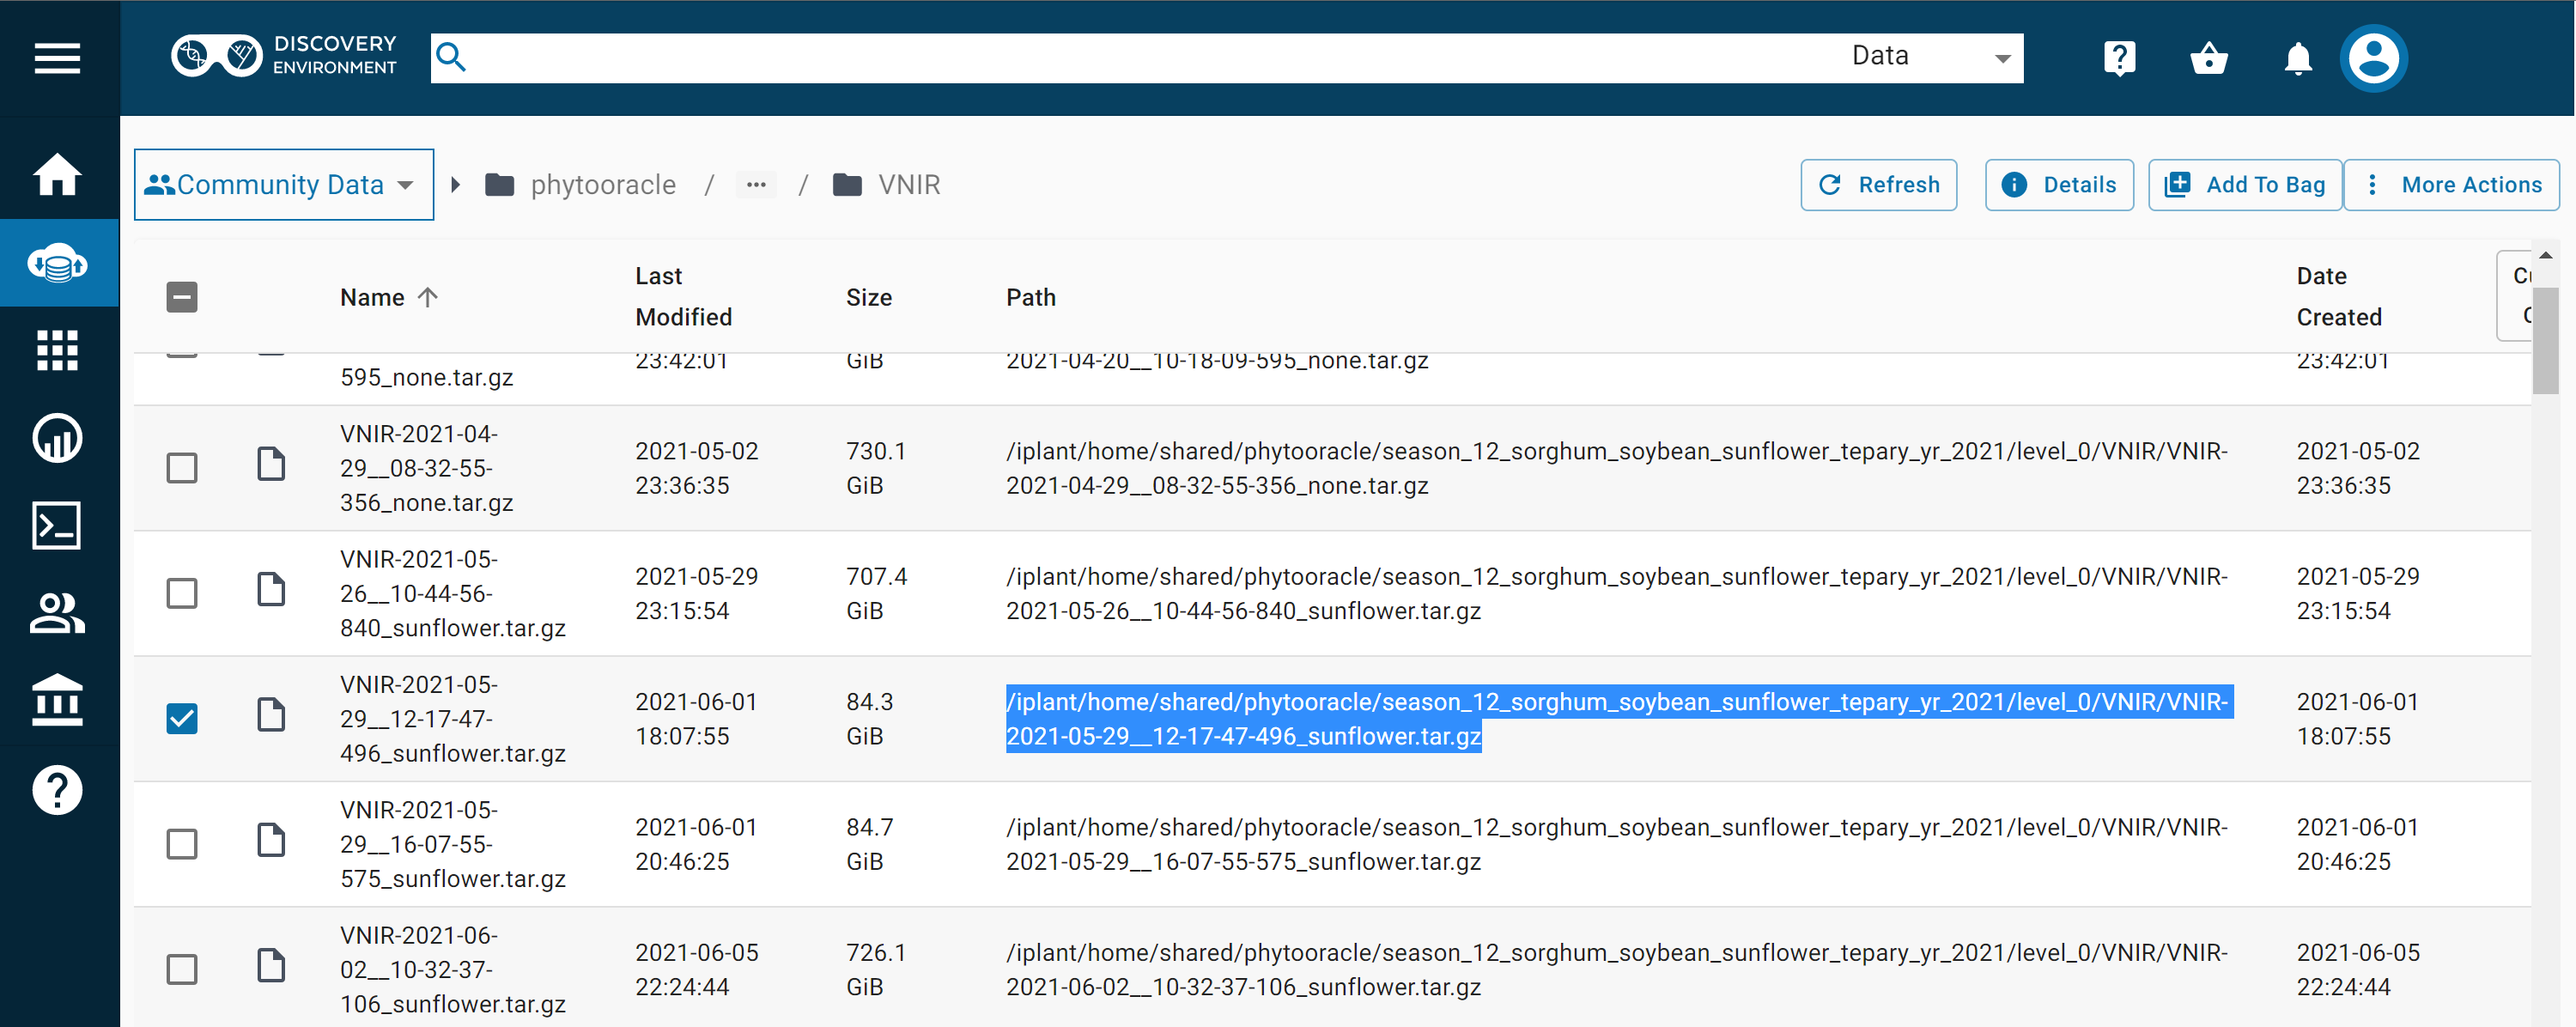 DISCOVERY
ENVIRONMENT
Data
Community Data
phytooracle / ... / VNIR
Refresh
Details
Add To Bag
More Actions
Name
Last
Modified
Size
Path
Date
Created
595_none.tar.gz
23:42:01
GiB
2021-04-20__10-18-09-595_none.tar.gz
23:42:01
VNIR-2021-04-
29__08-32-55-
356_none.tar.gz
2021-05-02
23:36:35
730.1
GiB
/iplant/home/shared/phytooracle/season_12_sorghum_soybean_sunflower_tepary_yr_2021/level_0/VNIR/VNIR-
2021-04-29__08-32-55-356_none.tar.gz
2021-05-02
23:36:35
VNIR-2021-05-
26__10-44-56-
840_sunflower.tar.gz
2021-05-29
23:15:54
707.4
GiB
/iplant/home/shared/phytooracle/season_12_sorghum_soybean_sunflower_tepary_yr_2021/level_0/VNIR/VNIR-
2021-05-26__10-44-56-840_sunflower.tar.gz
2021-05-29
23:15:54
VNIR-2021-05-
29__12-17-47-
496_sunflower.tar.gz
2021-06-01
18:07:55
84.3
GiB
/iplant/home/shared/phytooracle/season_12_sorghum_soybean_sunflower_tepary_yr_2021/level_0/VNIR/VNIR-
2021-05-29__12-17-47-496_sunflower.tar.gz
2021-06-01
18:07:55
VNIR-2021-05-
29__16-07-55-
575_sunflower.tar.gz
2021-06-01
20:46:25
84.7
GiB
/iplant/home/shared/phytooracle/season_12_sorghum_soybean_sunflower_tepary_yr_2021/level_0/VNIR/VNIR-
2021-05-29__16-07-55-575_sunflower.tar.gz
2021-06-01
20:46:25
VNIR-2021-06-
02__10-32-37-
106_sunflower.tar.gz
2021-06-05
22:24:44
726.1
GiB
/iplant/home/shared/phytooracle/season_12_sorghum_soybean_sunflower_tepary_yr_2021/level_0/VNIR/VNIR-
2021-06-02__10-32-37-106_sunflower.tar.gz
2021-06-05
22:24:44